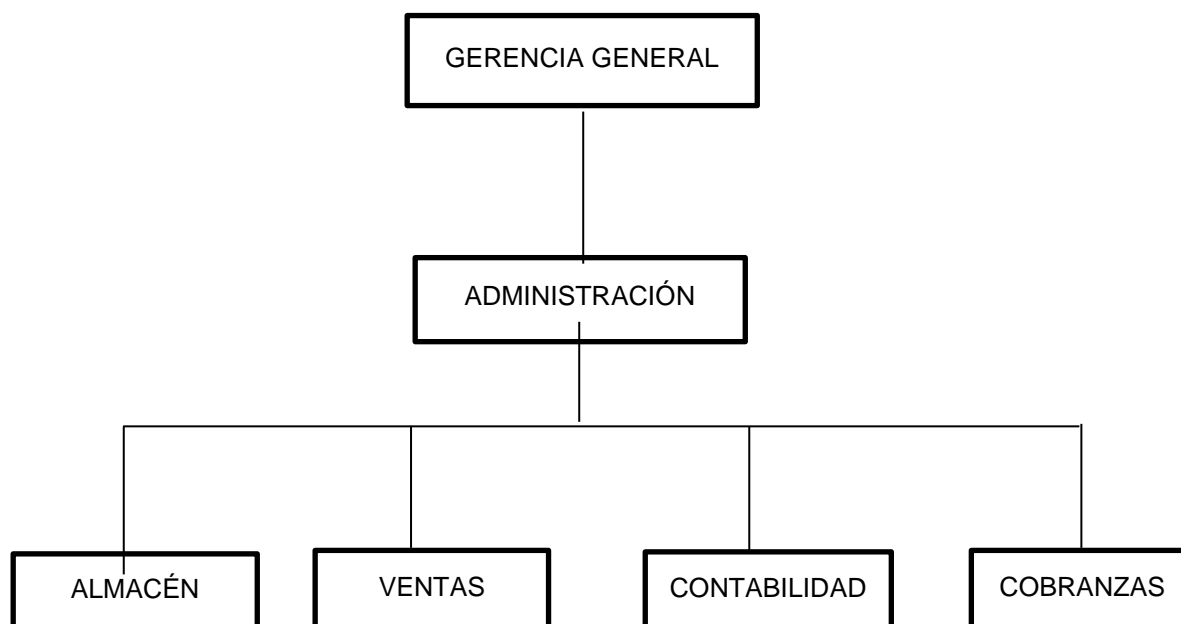 GERENCIA GENERAL
ADMINISTRACIÓN
ALMACÉN
VENTAS
CONTABILIDAD
COBRANZAS